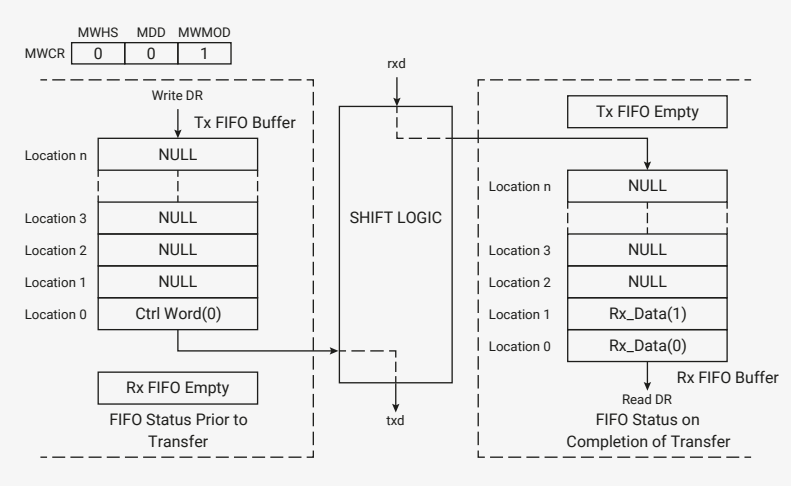 MWHS MDD MWMOD
MWCR 0 0 1
rxd
Write DR
Tx FIFO Buffer
Location n NULL
Location 3 NULL
Location 2 NULL
Location 1 NULL
Location 0 Ctrl Word(0)
Rx FIFO Empty
FIFO Status Prior to
Transfer
SHIFT LOGIC
txd
Tx FIFO Empty
Location n NULL
Location 3 NULL
Location 2 NULL
Location 1 Rx_Data(1)
Location 0 Rx_Data(0)
Rx FIFO Buffer
Read DR
FIFO Status on
Completion of Transfer